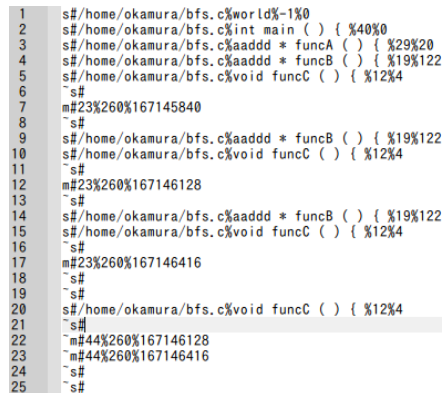 1 s#/home/okamura/bfs.c%world%-1%0
2 s#/home/okamura/bfs.c%int main ( ) { %40%0
3 s#/home/okamura/bfs.c%aaddd * funcA ( ) { %29%20
4 s#/home/okamura/bfs.c%aaddd * funcB ( ) { %19%122
5 s#/home/okamura/bfs.c%void funcC ( ) { %12%4
6 ~s#
7 m#23%260%167145840
8 ~s#
9 s#/home/okamura/bfs.c%aaddd * funcB ( ) { %19%122
10 s#/home/okamura/bfs.c%void funcC ( ) { %12%4
11 ~s#
12 m#23%260%167146128
13 ~s#
14 s#/home/okamura/bfs.c%aaddd * funcB ( ) { %19%122
15 s#/home/okamura/bfs.c%void funcC ( ) { %12%4
16 ~s#
17 m#23%260%167146416
18 ~s#
19 ~s#
20 s#/home/okamura/bfs.c%void funcC ( ) { %12%4
21 ~s#
22 ~m#44%260%167146128
23 ~m#44%260%167146416
24 ~s#
25 ~s#